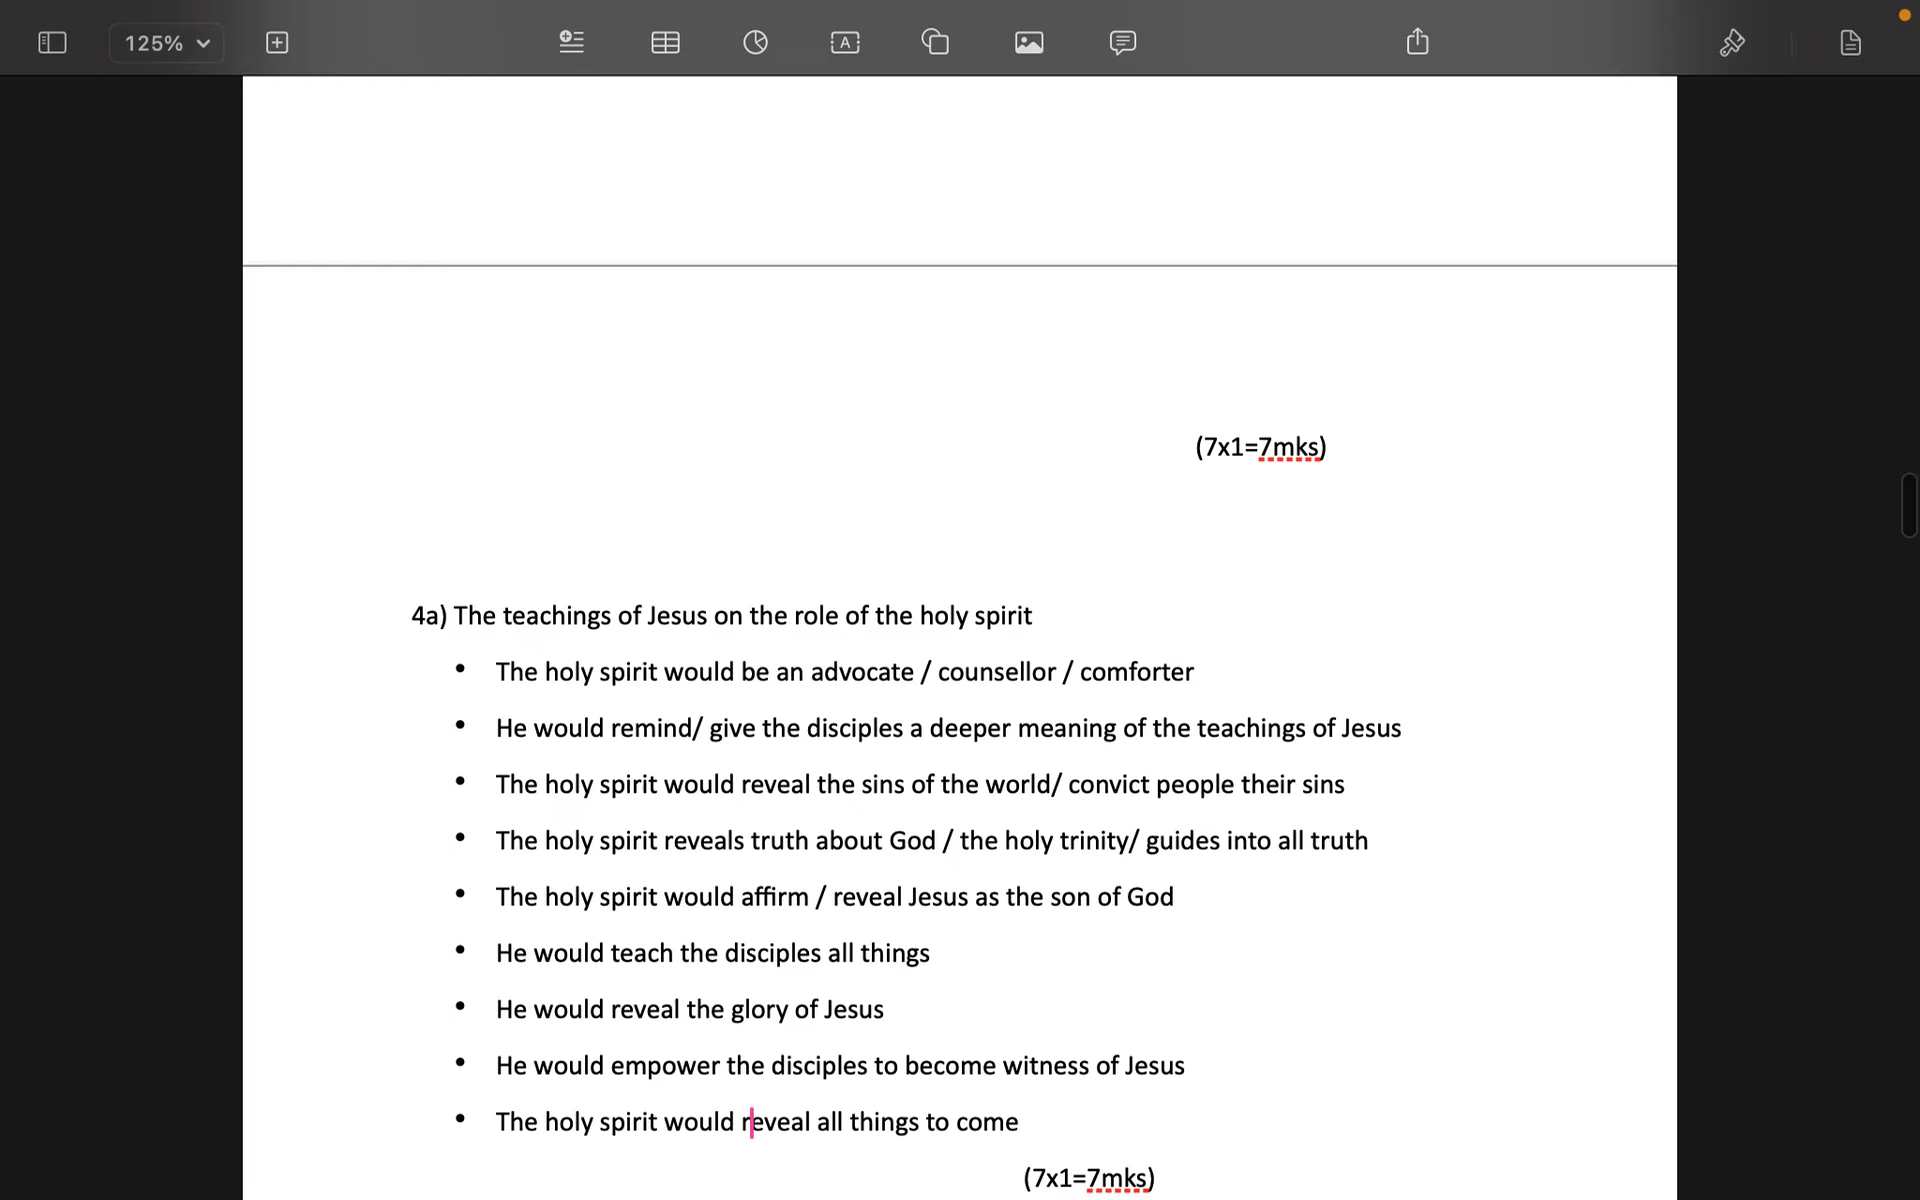 125%
(7x1=7mks)
4a) The teachings of Jesus on the role of the holy spirit
• The holy spirit would be an advocate / counsellor / comforter
• He would remind/ give the disciples a deeper meaning of the teachings of Jesus
• The holy spirit would reveal the sins of the world/ convict people their sins
• The holy spirit reveals truth about God / the holy trinity/ guides into all truth
• The holy spirit would affirm / reveal Jesus as the son of God
• He would teach the disciples all things
• He would reveal the glory of Jesus
• He would empower the disciples to become witness of Jesus
• The holy spirit would reveal all things to come
(7x1=7mks)